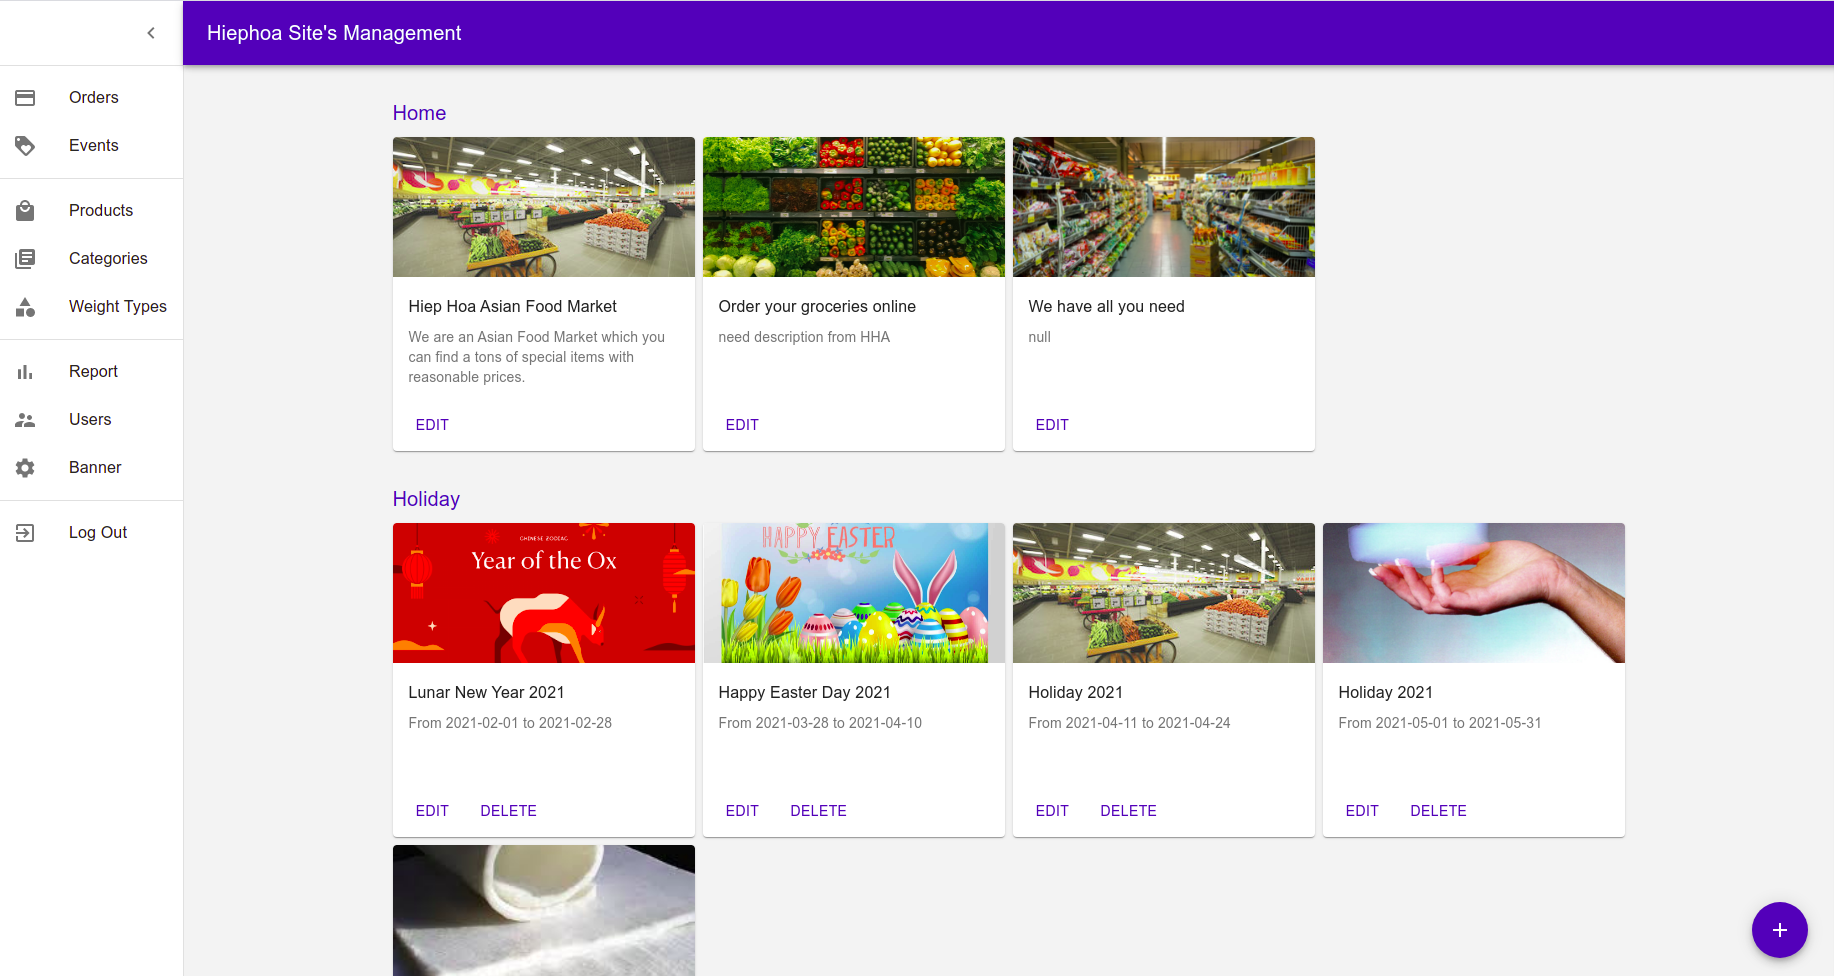 Hiephoa Site's Management
Orders
Events
Products
Categories
Weight Types
Report
Users
Banner
Log Out
Home
Hiep Hoa Asian Food Market
We are an Asian Food Market which you
can find a tons of special items with
reasonable prices.
EDIT
Order your groceries online
need description from HHA
EDIT
We have all you need
null
EDIT
Holiday
CHINESE ZODIAC
Year of the Ox
Lunar New Year 2021
From 2021-02-01 to 2021-02-28
EDIT DELETE
HAPPY EASTER
Happy Easter Day 2021
From 2021-03-28 to 2021-04-10
EDIT DELETE
Holiday 2021
From 2021-04-11 to 2021-04-24
EDIT DELETE
Holiday 2021
From 2021-05-01 to 2021-05-31
EDIT DELETE